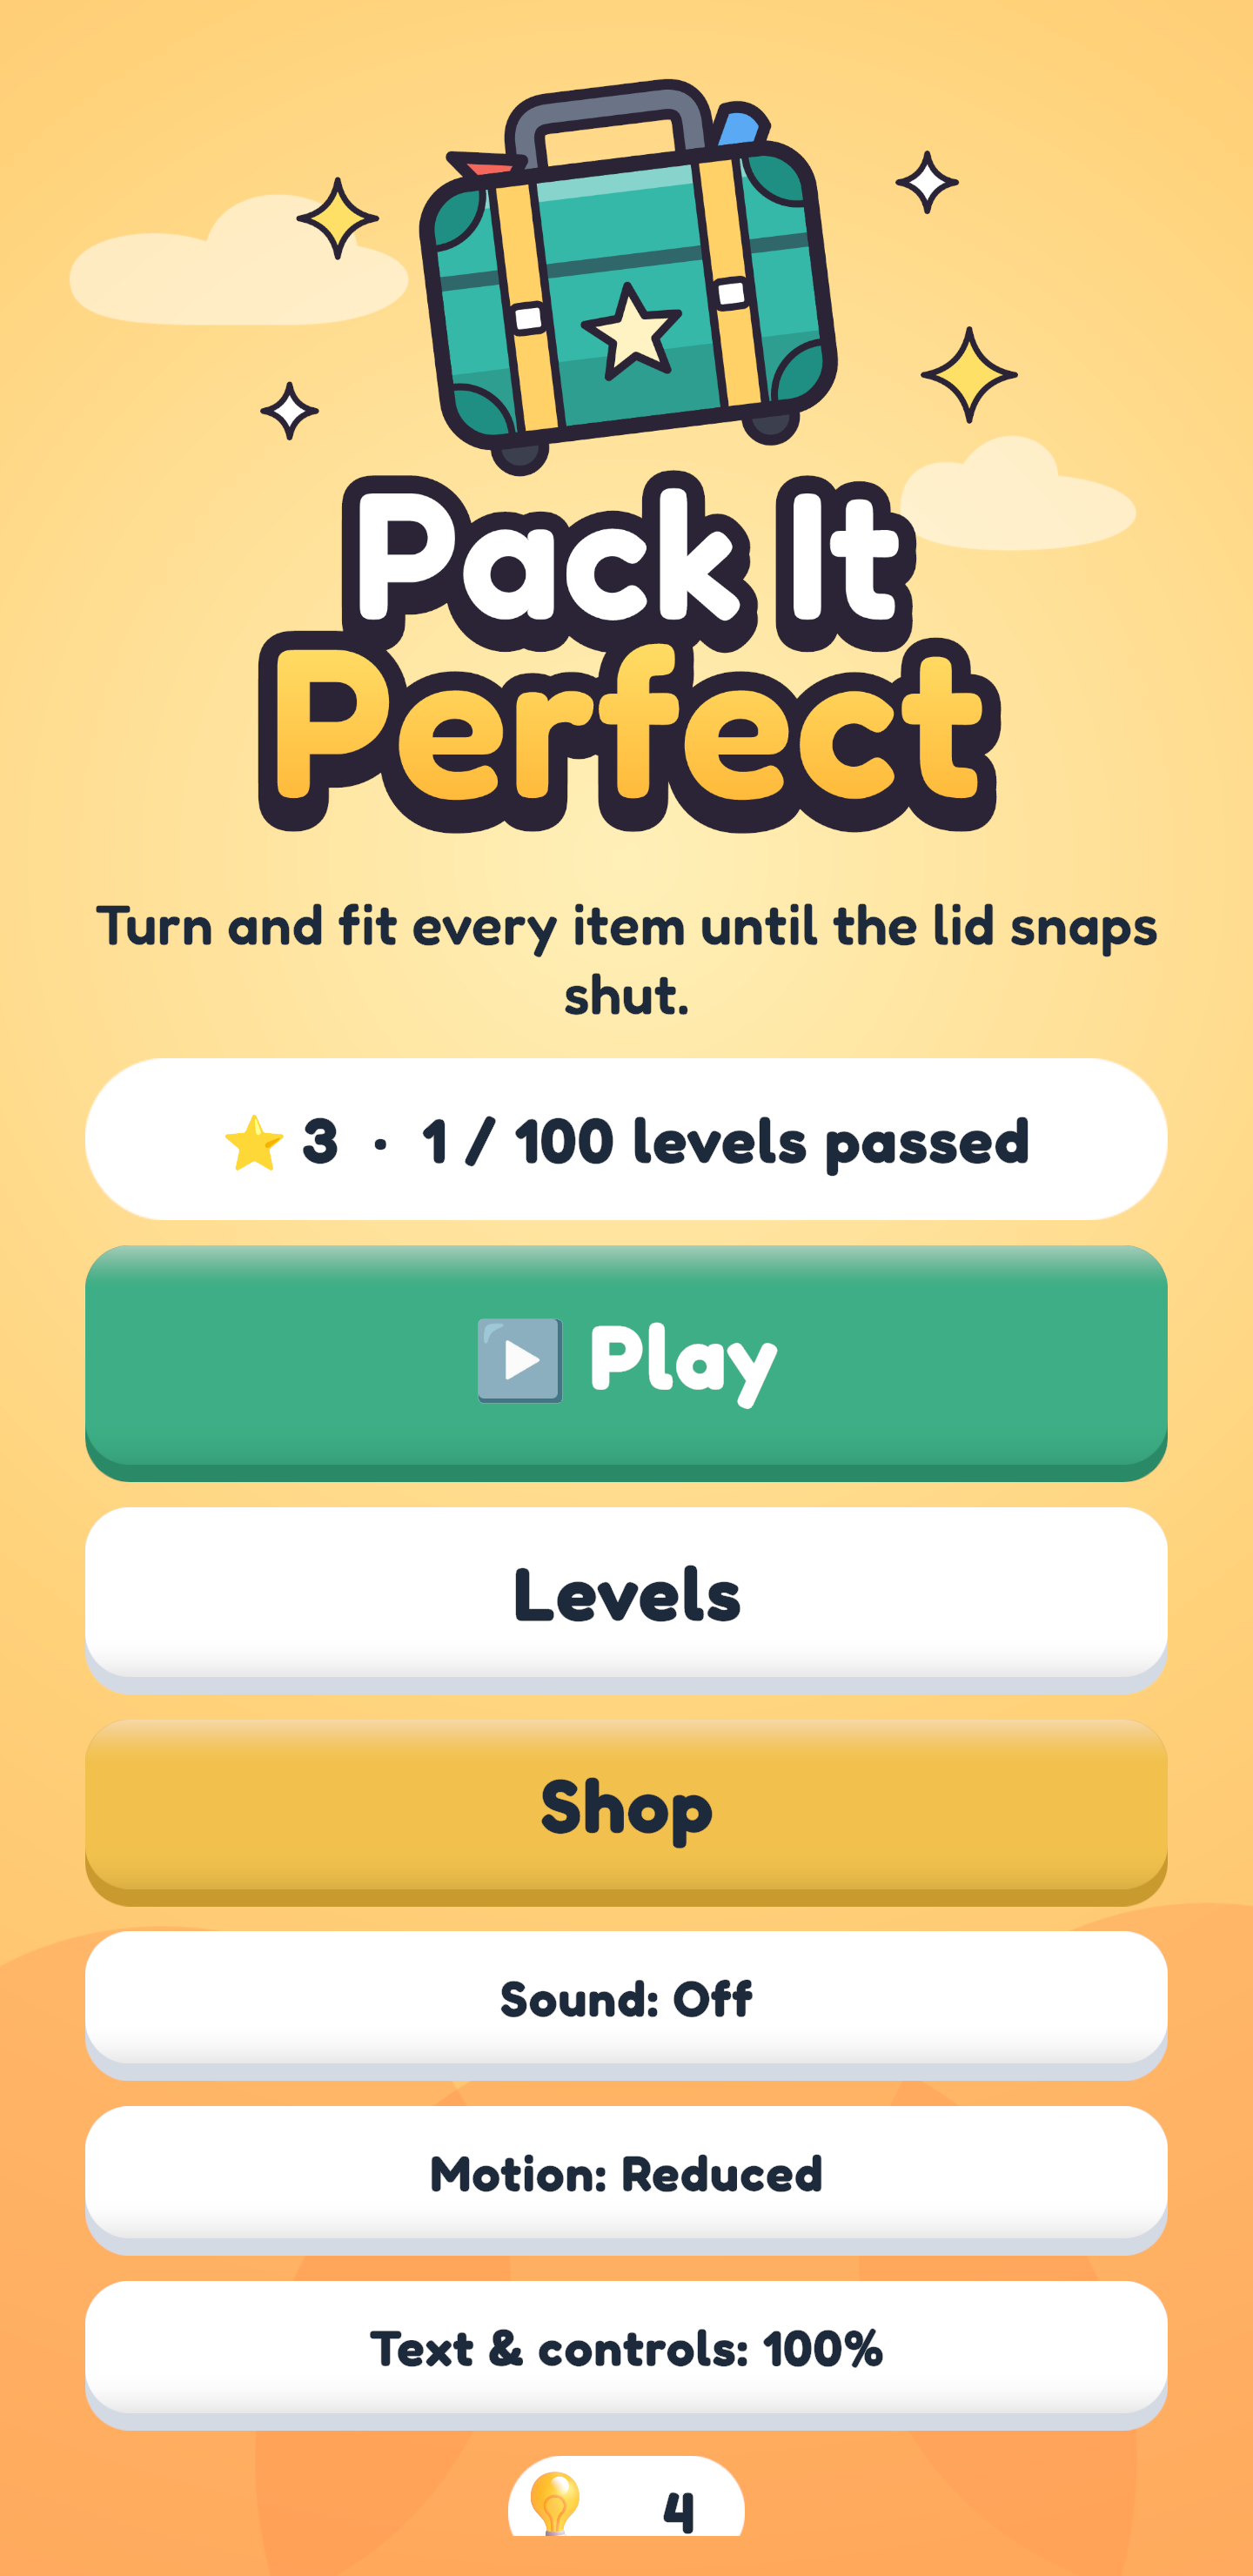 Pack It
Perfect
Turn and fit every item until the lid snaps
shut.
⭐ 3 · 1 / 100 levels passed
▶️ Play
Levels
Shop
Sound: Off
Motion: Reduced
Text & controls: 100%
💡 4